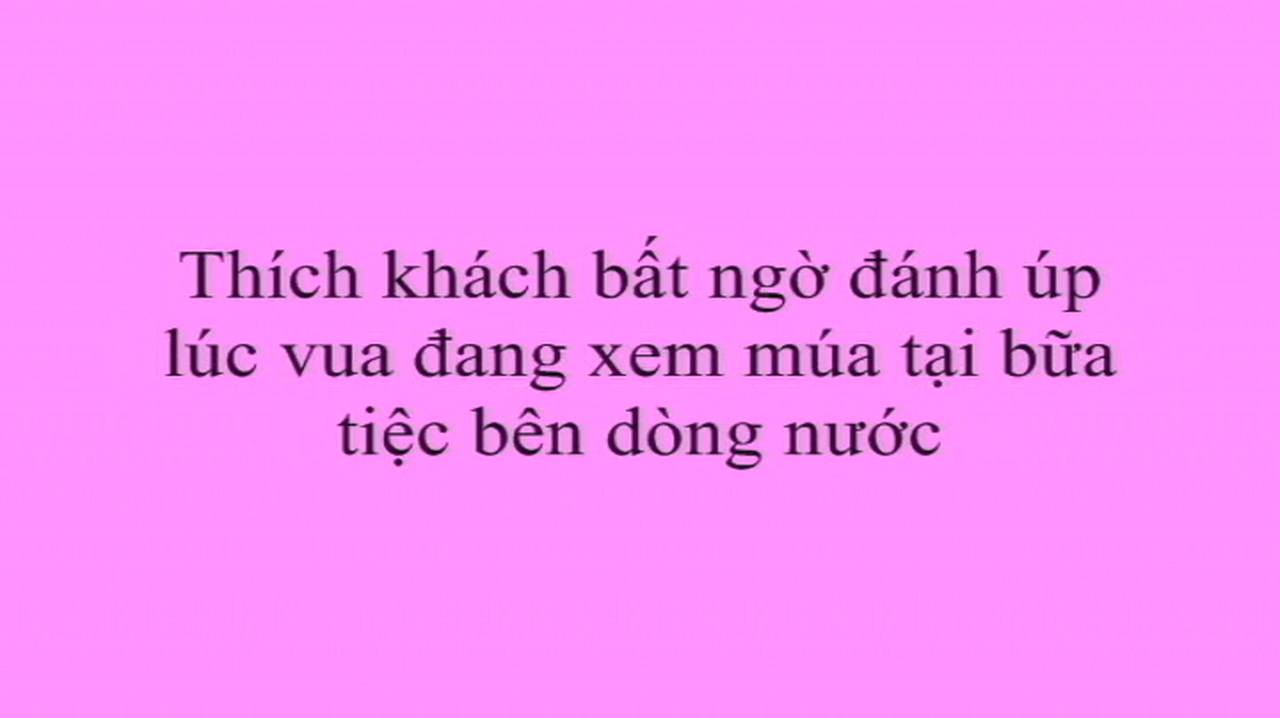 Thích khách bất ngờ đánh úp
lúc vua đang xem múa tại bữa
tiệc bên dòng nước